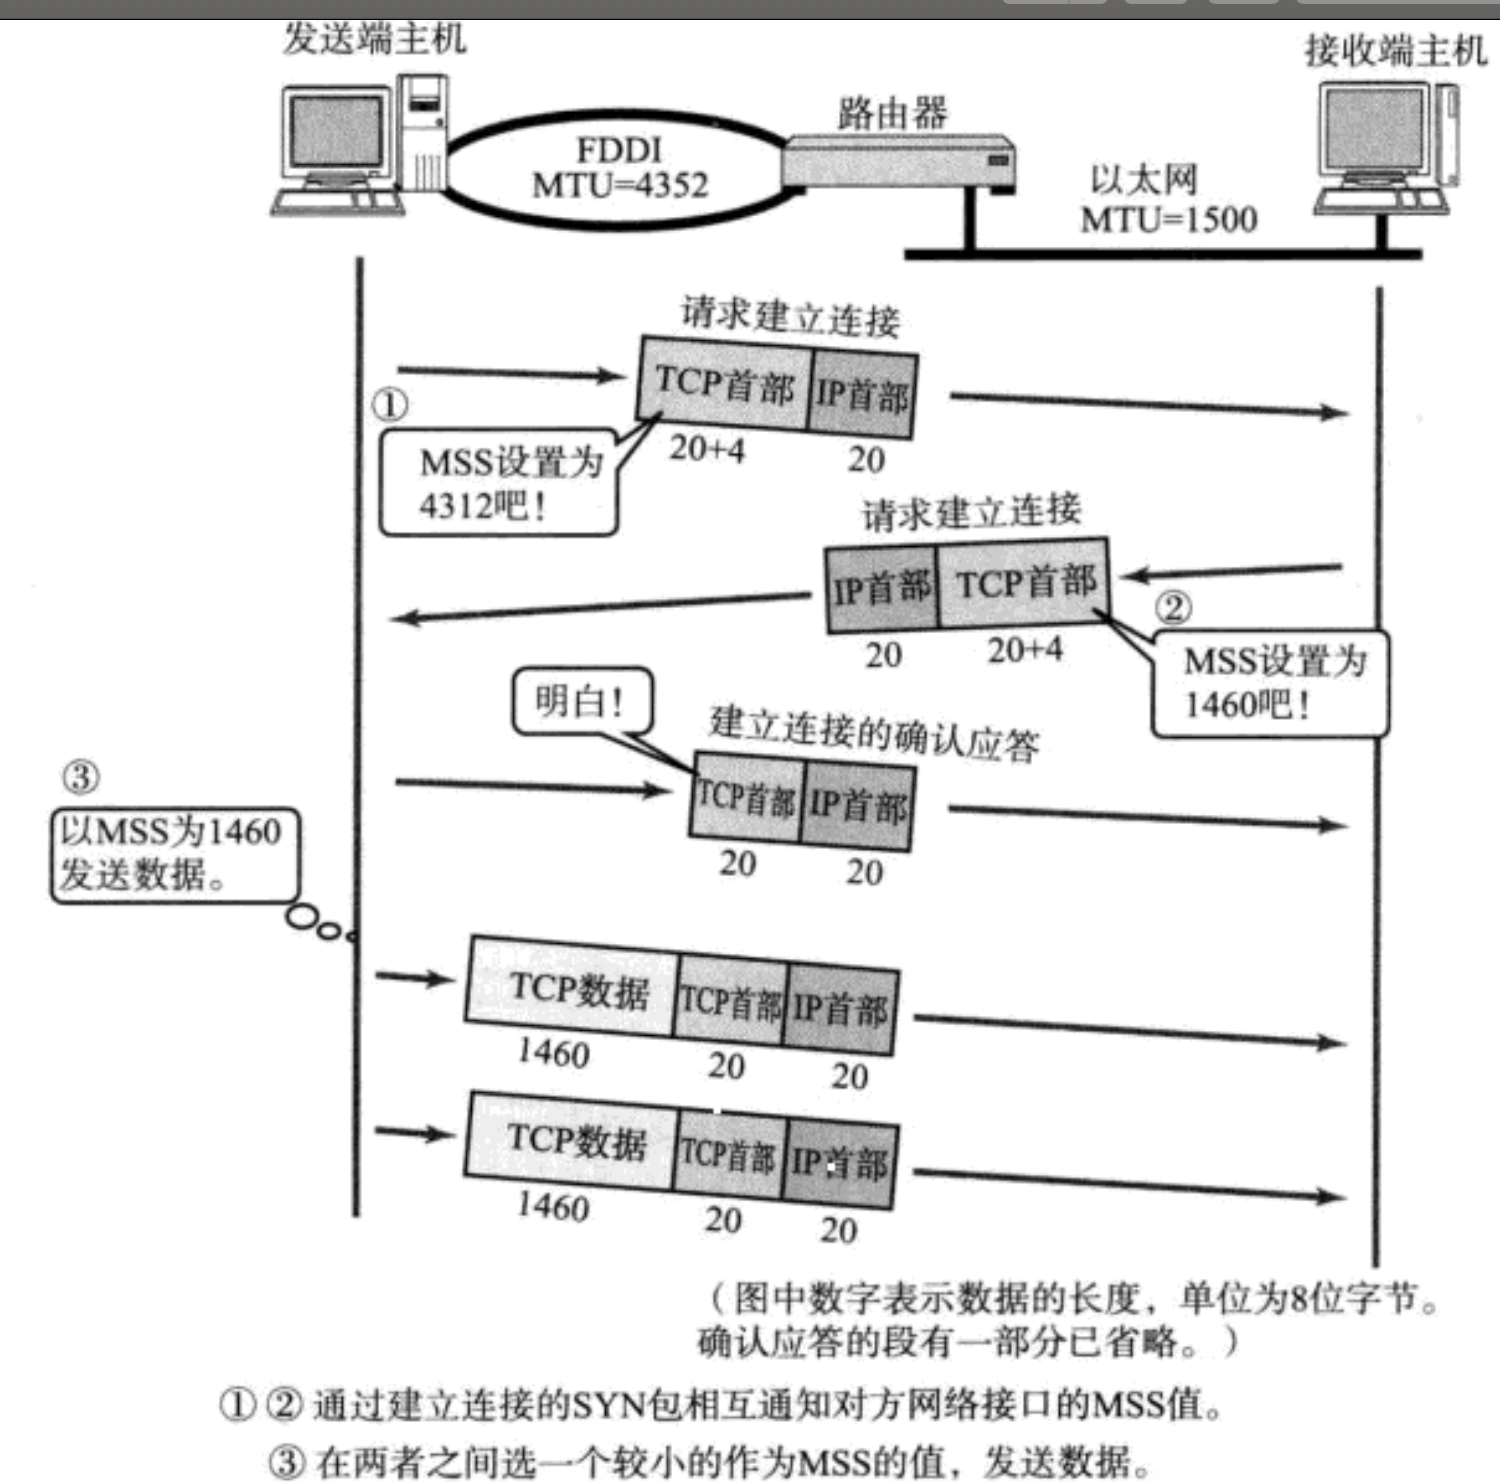 发送端主机
接收端主机
路由器
FDDI
MTU=4352
以太网
MTU=1500
请求建立连接
TCP首部
IP首部
①
20+4
20
MSS设置为
4312吧！
请求建立连接
IP首部
TCP首部
②
20
20+4
MSS设置为
1460吧！
明白！
建立连接的确认应答
③
TCP首部
IP首部
以MSS为1460
发送数据。
20
20
TCP数据
TCP首部
IP首部
1460
20
20
TCP数据
TCP首部
IP首部
1460
20
20
（图中数字表示数据的长度，单位为8位字节。
确认应答的段有一部分已省略。）
①② 通过建立连接的SYN包相互通知对方网络接口的MSS值。
③ 在两者之间选一个较小的作为MSS的值，发送数据。